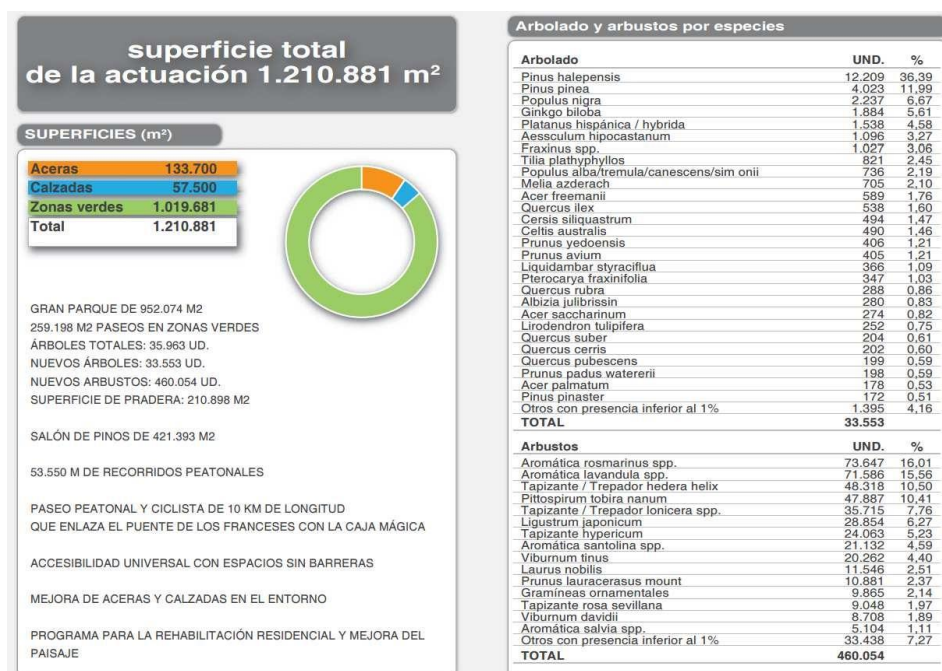 superficie total
de la actuación 1.210.881 m²
SUPERFICIES (m²)
Aceras 133.700
Calzadas 57.500
Zonas verdes 1.019.681
Total 1.210.881
GRAN PARQUE DE 952.074 M2
259.198 M2 PASEOS EN ZONAS VERDES
ÁRBOLES TOTALES: 35.963 UD.
NUEVOS ÁRBOLES: 33.553 UD.
NUEVOS ARBUSTOS: 460.054 UD.
SUPERFICIE DE PRADERA: 210.898 M2
SALÓN DE PINOS DE 421.393 M2
53.550 M DE RECORRIDOS PEATONALES
PASEO PEATONAL Y CICLISTA DE 10 KM DE LONGITUD
QUE ENLAZA EL PUENTE DE LOS FRANCESES CON LA CAJA MÁGICA
ACCESIBILIDAD UNIVERSAL CON ESPACIOS SIN BARRERAS
MEJORA DE ACERAS Y CALZADAS EN EL ENTORNO
PROGRAMA PARA LA REHABILITACIÓN RESIDENCIAL Y MEJORA DEL
PAISAJE
Arbolado y arbustos por especies
Arbolado UND. %
Pinus halepensis 12.209 36,39
Pinus pinea 4.023 11,99
Populus nigra 2.237 6,67
Ginkgo biloba 1.884 5,61
Platanus hispánica / hybrida 1.538 4,58
Aessculum hipocastanum 1.096 3,27
Fraxinus spp. 1.027 3,06
Tilia plathyphyllos 821 2,45
Populus alba/tremula/canescens/sim onii 736 2,19
Melia azderach 705 2,10
Acer freemanii 589 1,76
Quercus ilex 538 1,60
Cersis siliquastrum 494 1,47
Celtis australis 490 1,46
Prunus yedoensis 406 1,21
Prunus avium 405 1,21
Liquidambar styraciflua 366 1,09
Pterocarya fraxinifolia 347 1,03
Quercus rubra 288 0,86
Albizia julibrissin 280 0,83
Acer saccharinum 274 0,82
Lirodendron tulipifera 252 0,75
Quercus suber 204 0,61
Quercus cerris 202 0,60
Quercus pubescens 199 0,59
Prunus padus watererii 198 0,59
Acer palmatum 178 0,53
Pinus pinaster 172 0,51
Otros con presencia inferior al 1% 1.395 4,16
TOTAL 33.553
Arbustos UND. %
Aromática rosmarinus spp. 73.647 16,01
Aromática lavandula spp. 71.586 15,56
Tapizante / Trepador hedera helix 48.318 10,50
Pittospirum tobira nanum 47.887 10,41
Tapizante / Trepador lonicera spp. 35.715 7,76
Ligustrum japonicum 28.854 6,27
Tapizante hypericum 24.063 5,23
Aromática santolina spp. 21.132 4,59
Viburnum tinus 20.262 4,40
Laurus nobilis 11.546 2,51
Prunus lauracerasus mount 10.881 2,37
Gramíneas ornamentales 9.865 2,14
Tapizante rosa sevillana 9.048 1,97
Viburnum davidii 8.708 1,89
Aromática salvia spp. 5.104 1,11
Otros con presencia inferior al 1% 33.438 7,27
TOTAL 460.054